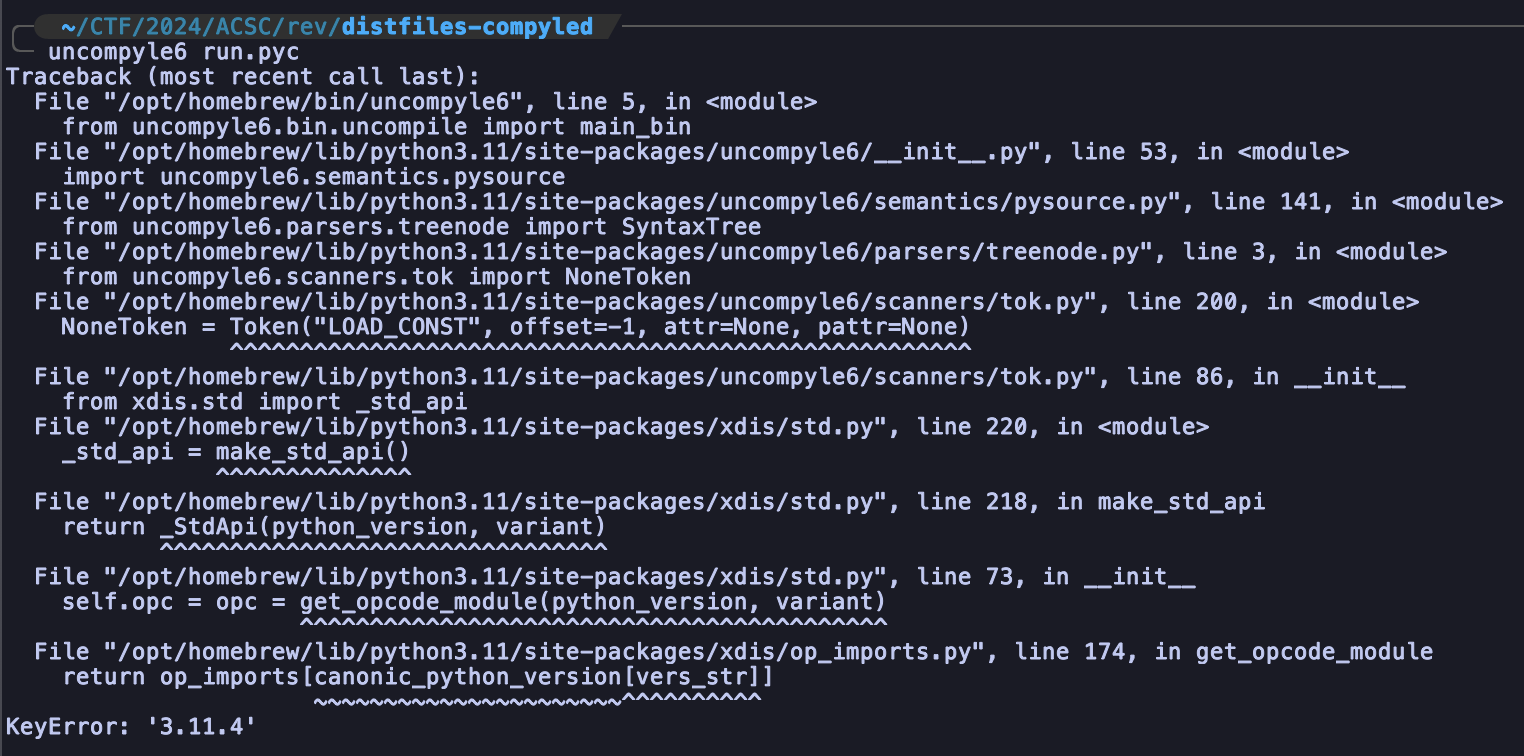 ~/CTF/2024/ACSC/rev/distfiles-compyled
uncompyle6 run.pyc
Traceback (most recent call last):
  File "/opt/homebrew/bin/uncompyle6", line 5, in <module>
    from uncompyle6.bin.uncompile import main_bin
  File "/opt/homebrew/lib/python3.11/site-packages/uncompyle6/__init__.py", line 53, in <module>
    import uncompyle6.semantics.pysource
  File "/opt/homebrew/lib/python3.11/site-packages/uncompyle6/semantics/pysource.py", line 141, in <module>
    from uncompyle6.parsers.treenode import SyntaxTree
  File "/opt/homebrew/lib/python3.11/site-packages/uncompyle6/parsers/treenode.py", line 3, in <module>
    from uncompyle6.scanners.tok import NoneToken
  File "/opt/homebrew/lib/python3.11/site-packages/uncompyle6/scanners/tok.py", line 200, in <module>
    NoneToken = Token("LOAD_CONST", offset=-1, attr=None, pattr=None)
                ^^^^^^^^^^^^^^^^^^^^^^^^^^^^^^^^^^^^^^^^^^^^^^^^^^^^^
  File "/opt/homebrew/lib/python3.11/site-packages/uncompyle6/scanners/tok.py", line 86, in __init__
    from xdis.std import _std_api
  File "/opt/homebrew/lib/python3.11/site-packages/xdis/std.py", line 220, in <module>
    _std_api = make_std_api()
               ^^^^^^^^^^^^^^
  File "/opt/homebrew/lib/python3.11/site-packages/xdis/std.py", line 218, in make_std_api
    return _StdApi(python_version, variant)
           ^^^^^^^^^^^^^^^^^^^^^^^^^^^^^^^^
  File "/opt/homebrew/lib/python3.11/site-packages/xdis/std.py", line 73, in __init__
    self.opc = opc = get_opcode_module(python_version, variant)
                     ^^^^^^^^^^^^^^^^^^^^^^^^^^^^^^^^^^^^^^^^^^
  File "/opt/homebrew/lib/python3.11/site-packages/xdis/op_imports.py", line 174, in get_opcode_module
    return op_imports[canonic_python_version[vers_str]]
                      ~~~~~~~~~~~~~~~~~~~~~~^^^^^^^^^^
KeyError: '3.11.4'